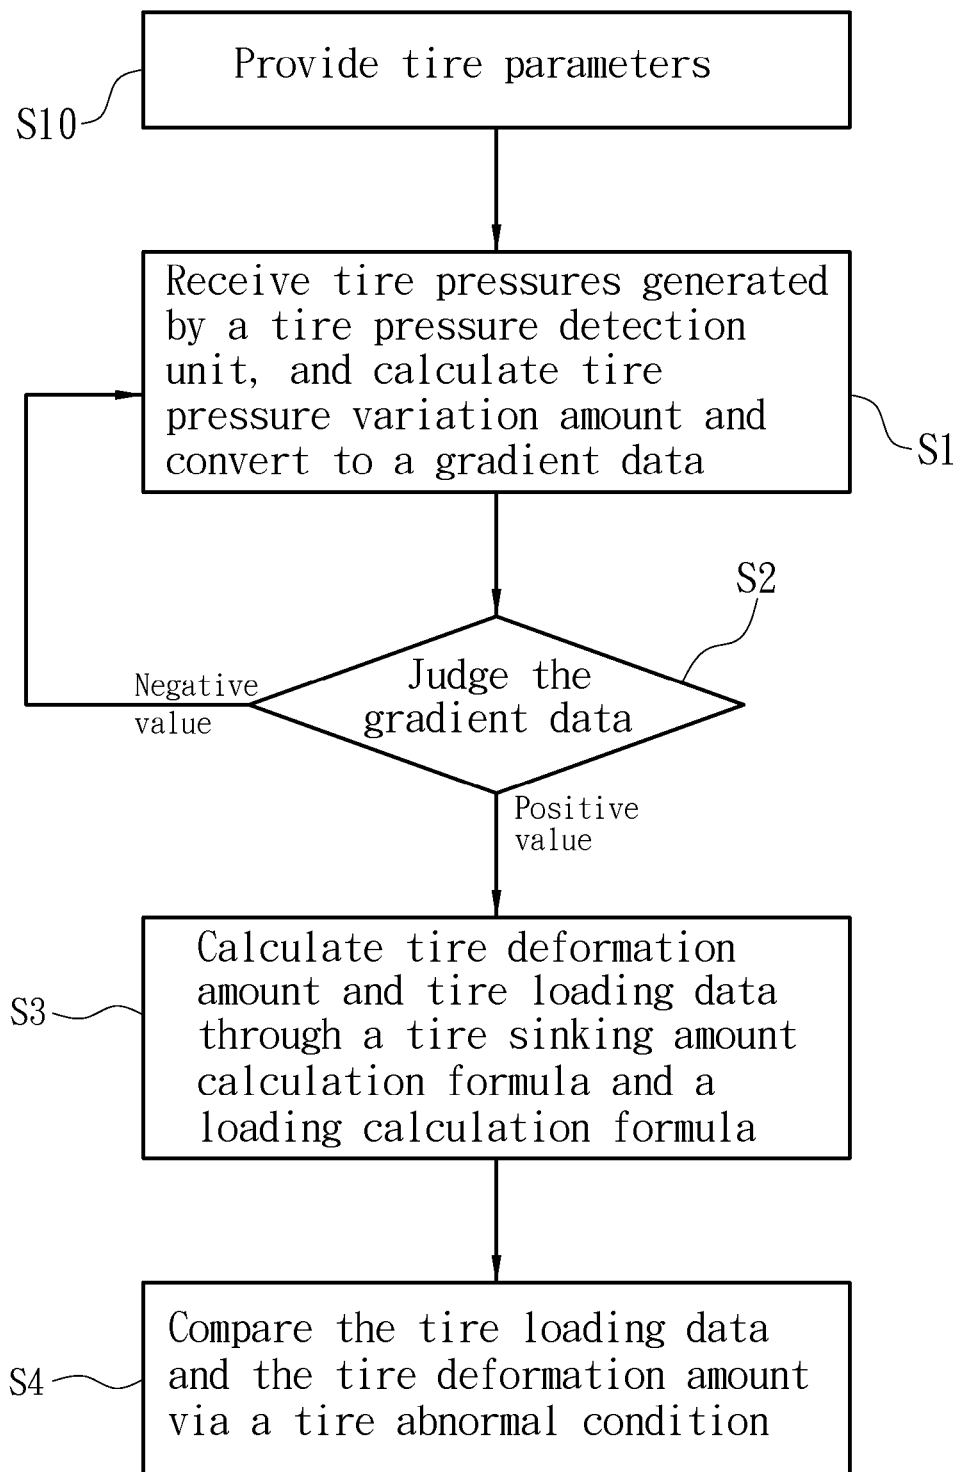 Provide tire parameters
S10
Receive tire pressures generated
by a tire pressure detection
unit, and calculate tire
pressure variation amount and
convert to a gradient data
S1
S2
Judge the
gradient data
Negative
value
Positive
value
Calculate tire deformation
amount and tire loading data
through a tire sinking amount
calculation formula and a
loading calculation formula
S3
Compare the tire loading data
and the tire deformation amount
via a tire abnormal condition
S4